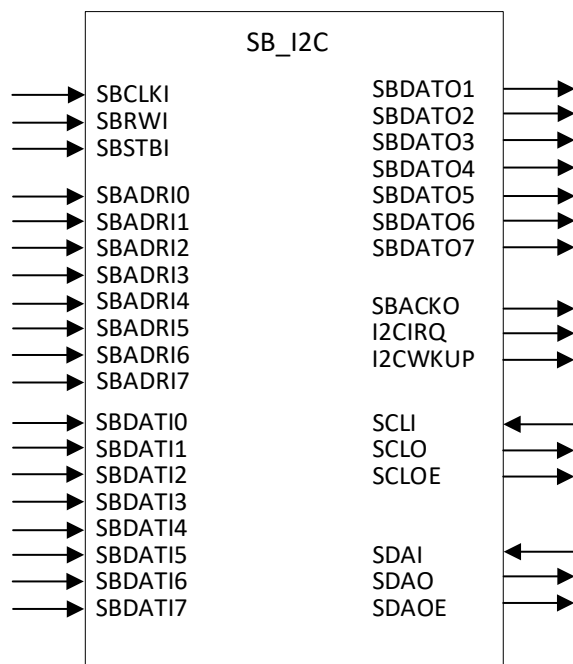 SB_I2C
SBCLKI
SBRWI
SBSTBI
SBADRI0
SBADRI1
SBADRI2
SBADRI3
SBADRI4
SBADRI5
SBADRI6
SBADRI7
SBDATI0
SBDATI1
SBDATI2
SBDATI3
SBDATI4
SBDATI5
SBDATI6
SBDATI7
SBDATO1
SBDATO2
SBDATO3
SBDATO4
SBDATO5
SBDATO6
SBDATO7
SBACKO
I2CIRQ
I2CWKUP
SCLI
SCLO
SCLOE
SDAI
SDAO
SDAOE